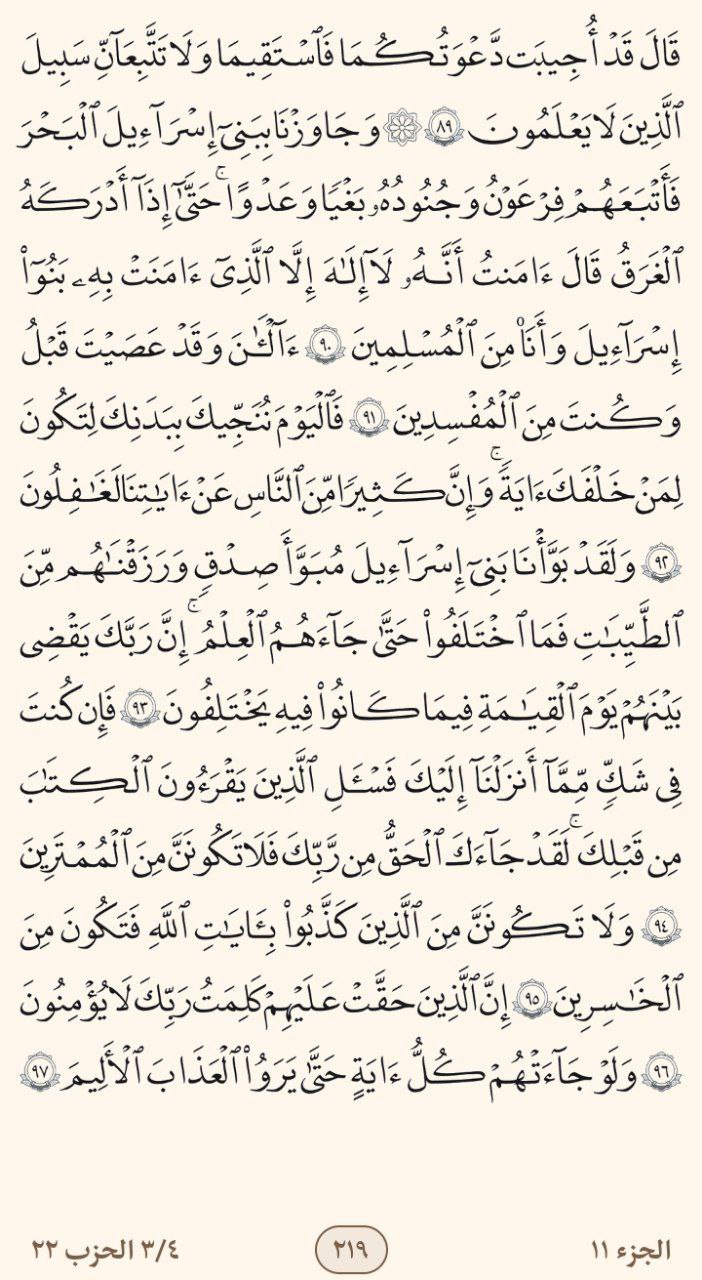 قَالَ قَدۡ أُجِيبَت دَّعۡوَتُكُمَا فَٱسۡتَقِيمَا وَلَا تَتَّبِعَآنِّ سَبِيلَ
ٱلَّذِينَ لَا يَعۡلَمُونَ ٨٩ ۞ وَجَٰوَزۡنَا بِبَنِيٓ إِسۡرَٰٓءِيلَ ٱلۡبَحۡرَ
فَأَتۡبَعَهُمۡ فِرۡعَوۡنُ وَجُنُودُهُۥ بَغۡيٗا وَعَدۡوًاۖ حَتَّىٰٓ إِذَآ أَدۡرَكَهُ
ٱلۡغَرَقُ قَالَ ءَامَنتُ أَنَّهُۥ لَآ إِلَٰهَ إِلَّا ٱلَّذِيٓ ءَامَنَتۡ بِهِۦ بَنُوٓاْ
إِسۡرَٰٓءِيلَ وَأَنَا۠ مِنَ ٱلۡمُسۡلِمِينَ ٩٠ ءَآلۡـَٰٔنَ وَقَدۡ عَصَيۡتَ قَبۡلُ
وَكُنتَ مِنَ ٱلۡمُفۡسِدِينَ ٩١ فَٱلۡيَوۡمَ نُنَجِّيكَ بِبَدَنِكَ لِتَكُونَ
لِمَنۡ خَلۡفَكَ ءَايَةٗۚ وَإِنَّ كَثِيرٗا مِّنَ ٱلنَّاسِ عَنۡ ءَايَٰتِنَا لَغَٰفِلُونَ
٩٢ وَلَقَدۡ بَوَّأۡنَا بَنِيٓ إِسۡرَٰٓءِيلَ مُبَوَّأَ صِدۡقٖ وَرَزَقۡنَٰهُم مِّنَ
ٱلطَّيِّبَٰتِ فَمَا ٱخۡتَلَفُواْ حَتَّىٰ جَآءَهُمُ ٱلۡعِلۡمُۚ إِنَّ رَبَّكَ يَقۡضِي
بَيۡنَهُمۡ يَوۡمَ ٱلۡقِيَٰمَةِ فِيمَا كَانُواْ فِيهِ يَخۡتَلِفُونَ ٩٣ فَإِن كُنتَ
فِي شَكّٖ مِّمَّآ أَنزَلۡنَآ إِلَيۡكَ فَسۡـَٔلِ ٱلَّذِينَ يَقۡرَءُونَ ٱلۡكِتَٰبَ
مِن قَبۡلِكَۚ لَقَدۡ جَآءَكَ ٱلۡحَقُّ مِن رَّبِّكَ فَلَا تَكُونَنَّ مِنَ ٱلۡمُمۡتَرِينَ
٩٤ وَلَا تَكُونَنَّ مِنَ ٱلَّذِينَ كَذَّبُواْ بِـَٔايَٰتِ ٱللَّهِ فَتَكُونَ مِنَ
ٱلۡخَٰسِرِينَ ٩٥ إِنَّ ٱلَّذِينَ حَقَّتۡ عَلَيۡهِمۡ كَلِمَتُ رَبِّكَ لَا يُؤۡمِنُونَ
٩٦ وَلَوۡ جَآءَتۡهُمۡ كُلُّ ءَايَةٍ حَتَّىٰ يَرَوُاْ ٱلۡعَذَابَ ٱلۡأَلِيمَ ٩٧
الجزء ١١ ٢١٩ ٣/٤ الحزب ٢٢